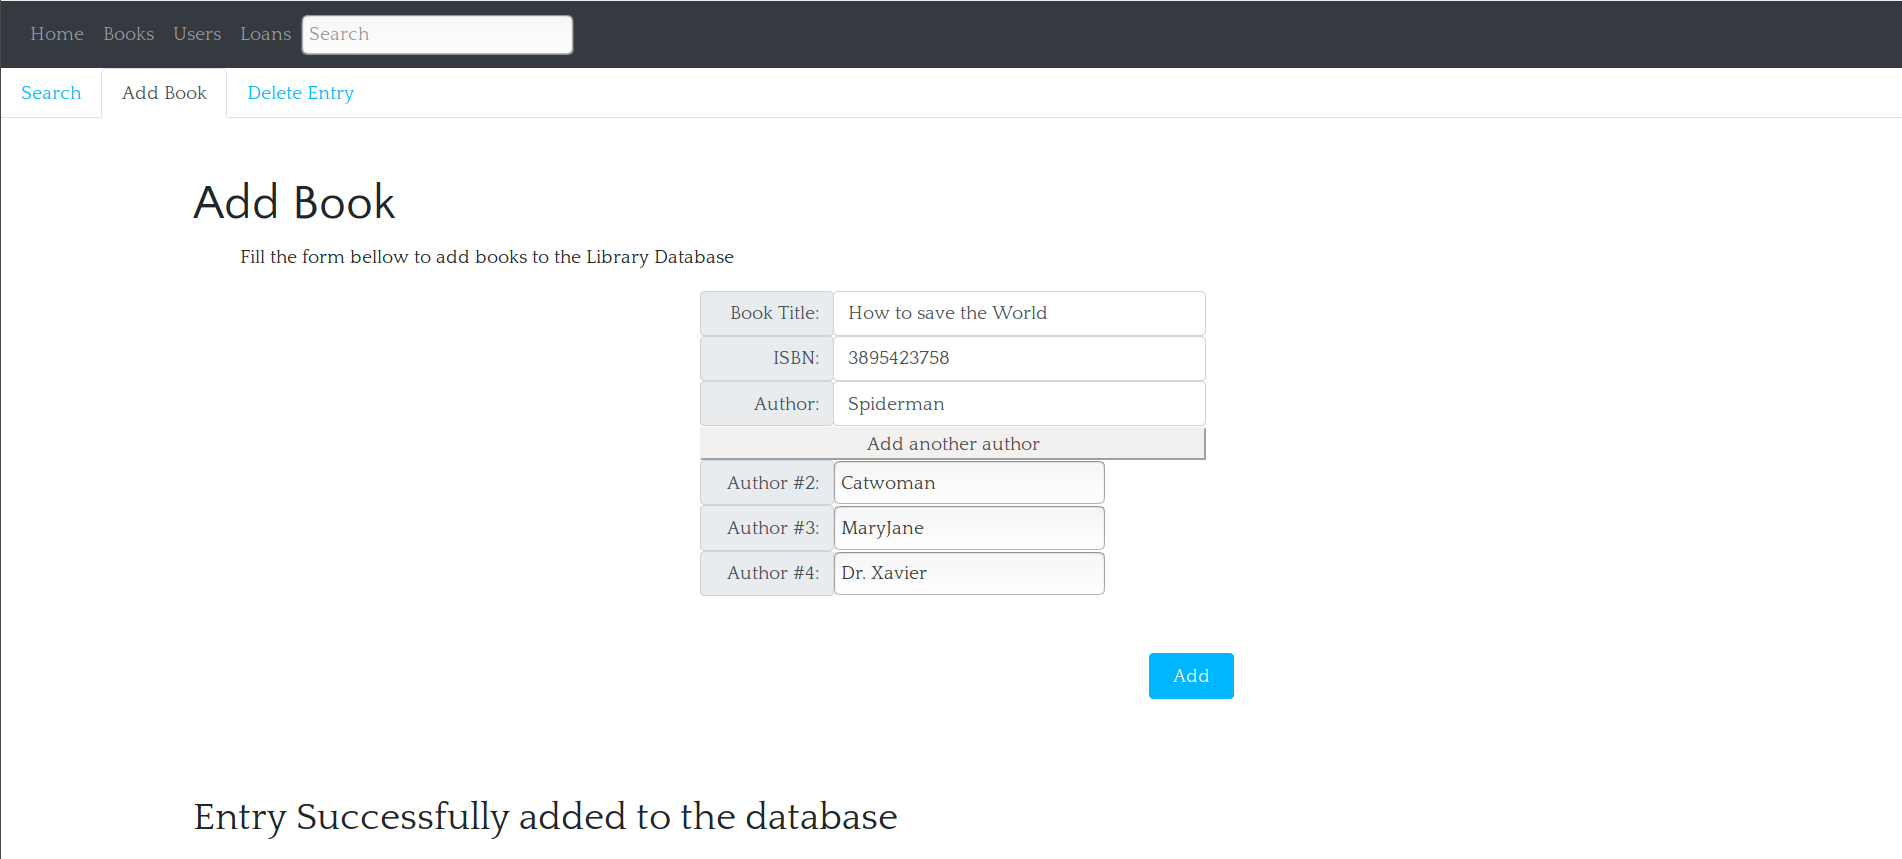 Home Books Users Loans Search
Search Add Book Delete Entry
Add Book
Fill the form bellow to add books to the Library Database
Book Title: How to save the World
ISBN: 3895423758
Author: Spiderman
Add another author
Author #2: Catwoman
Author #3: MaryJane
Author #4: Dr. Xavier
Add
Entry Successfully added to the database